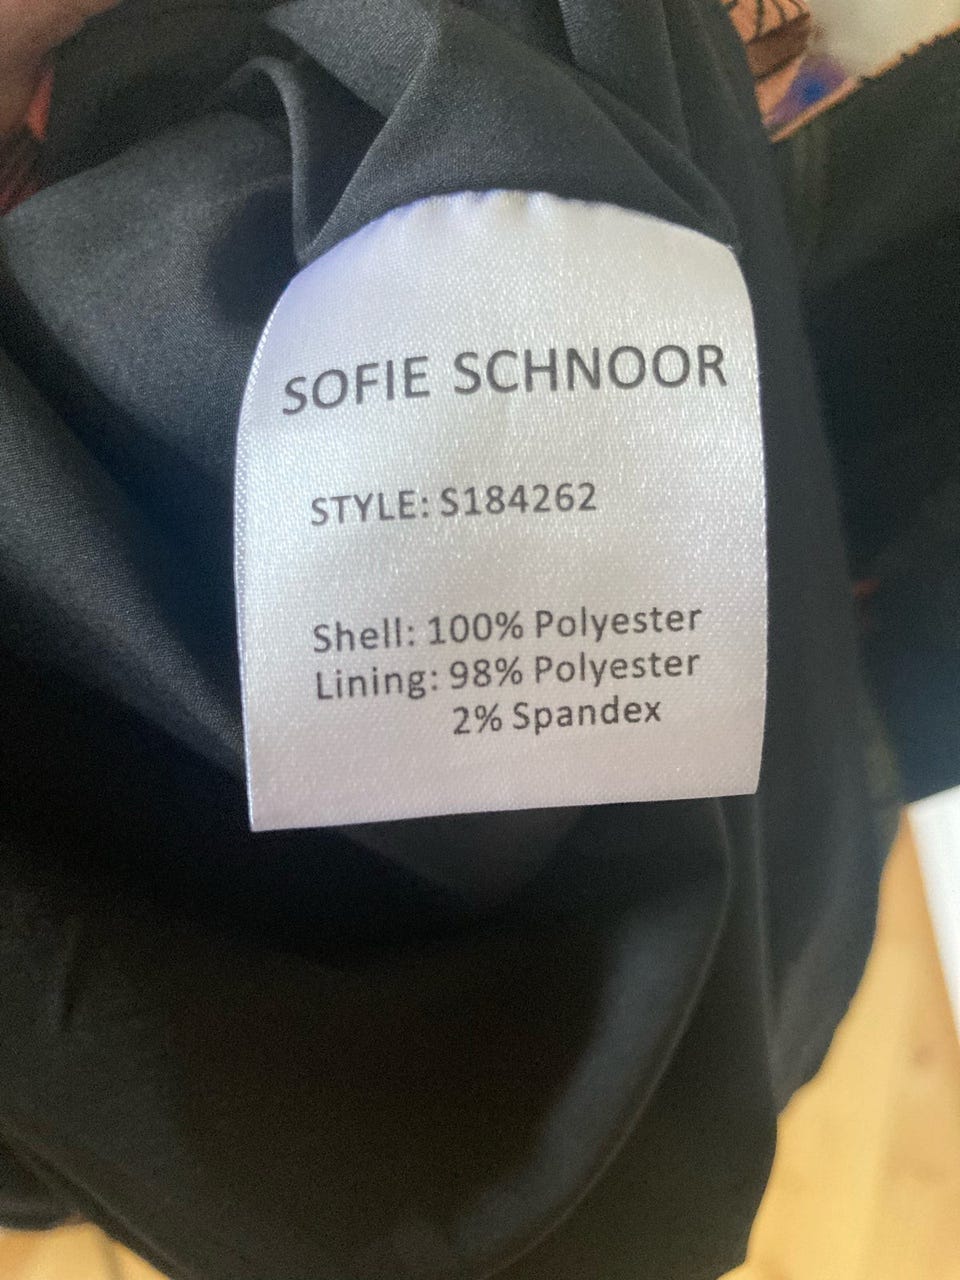 SOFIE SCHNOOR
STYLE: S184262
Shell: 100% Polyester
Lining: 98% Polyester
2% Spandex